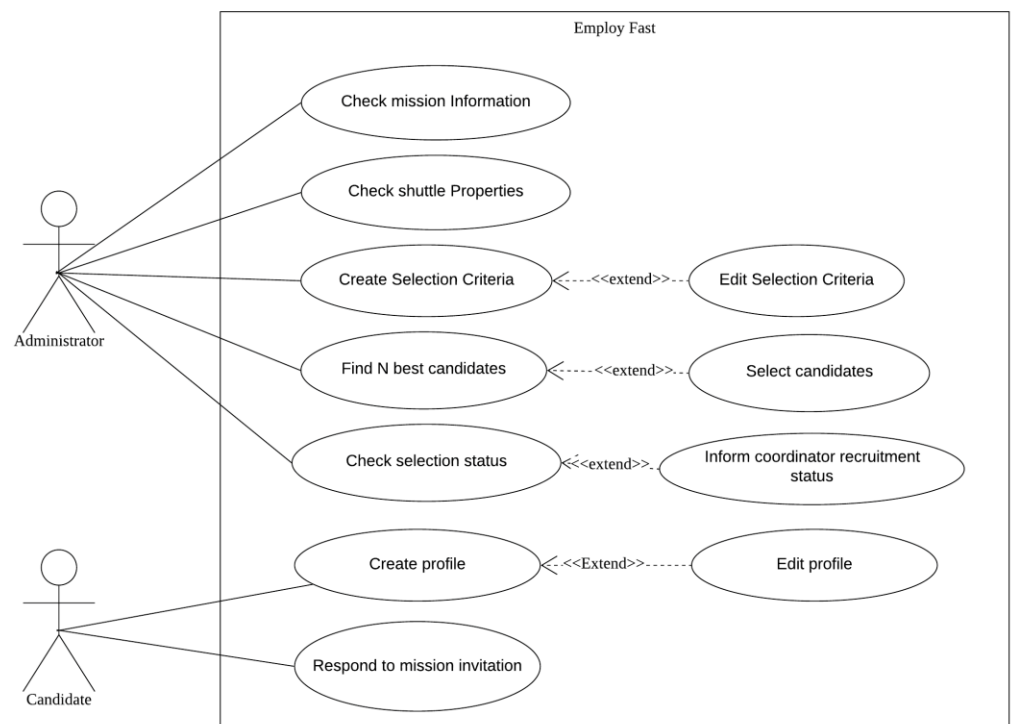 Employ Fast
Check mission Information
Check shuttle Properties
Create Selection Criteria
<<extend>>
Edit Selection Criteria
Administrator
Find N best candidates
<<extend>>
Select candidates
Check selection status
<<extend>>
Inform coordinator recruitment
status
Create profile
<<Extend>>
Edit profile
Respond to mission invitation
Candidate